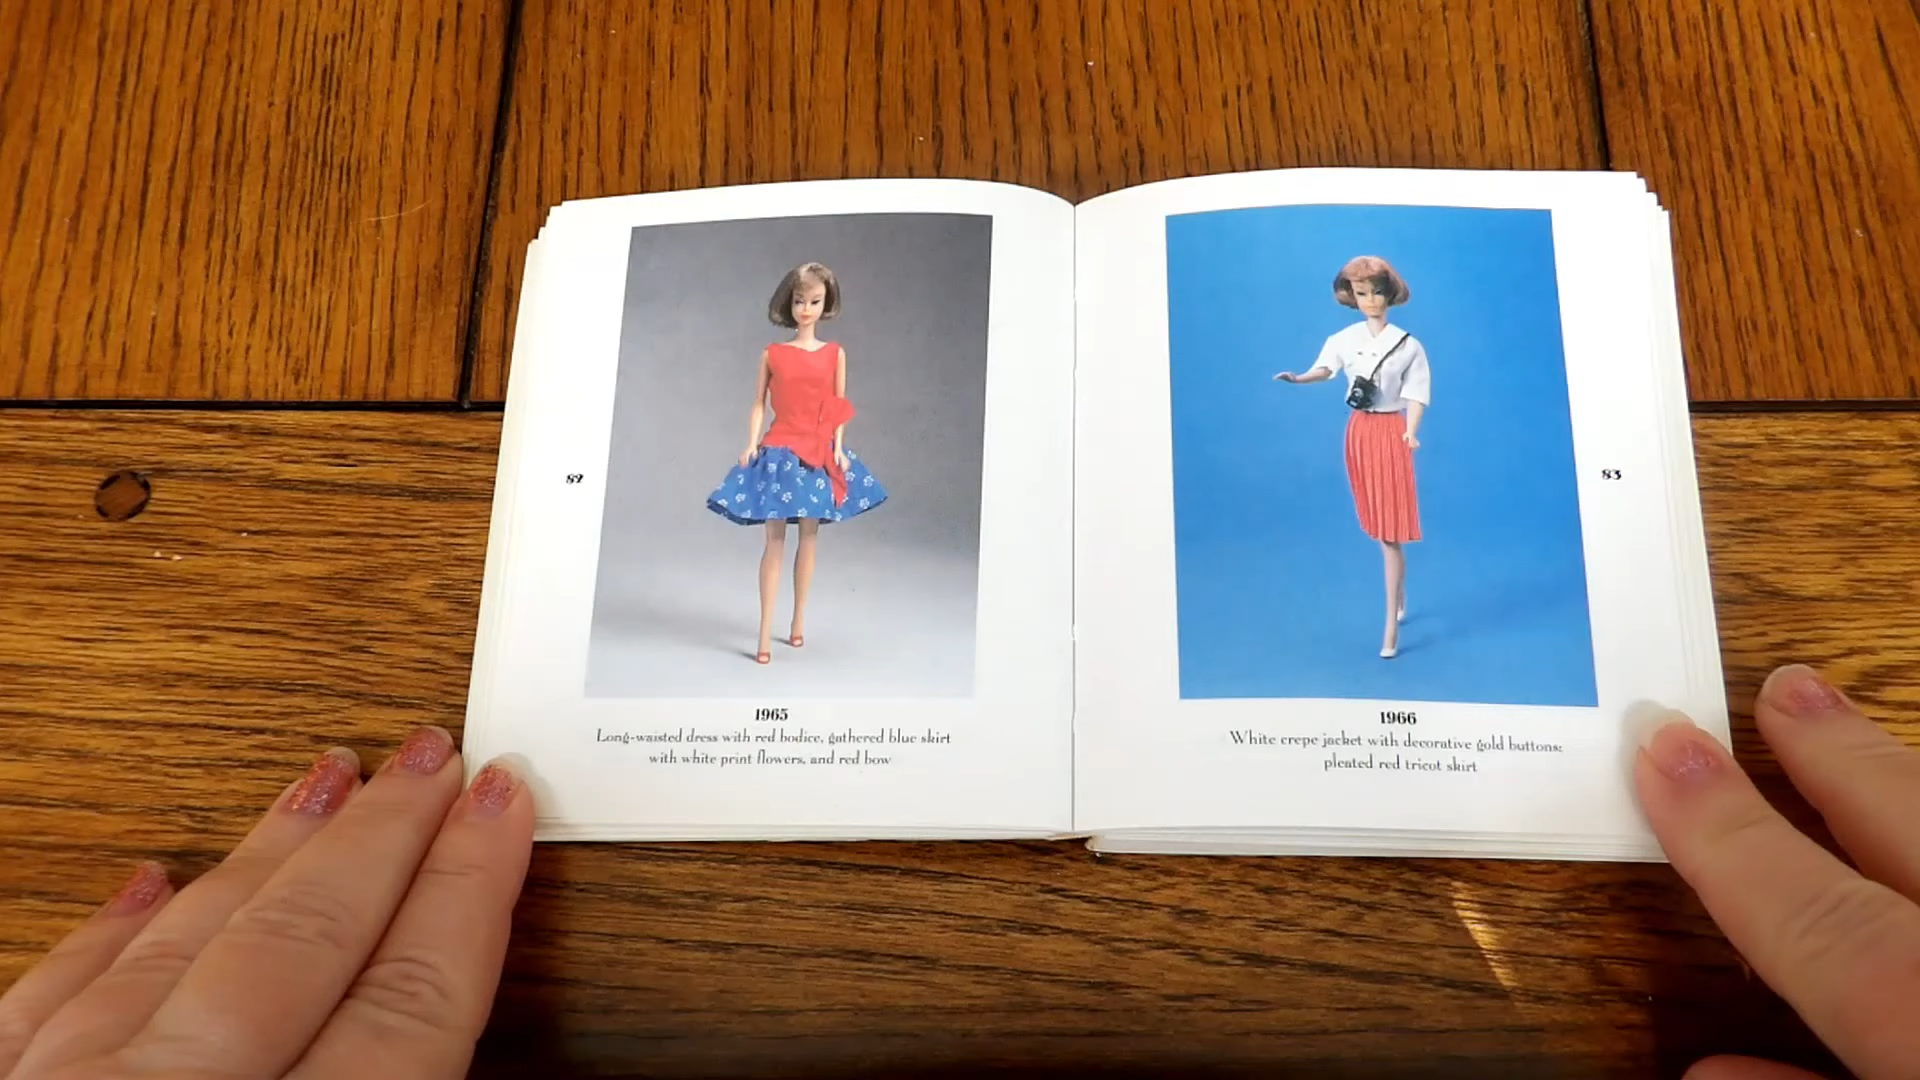 82
1965
Long-waisted dress with red bodice, gathered blue skirt
with white print flowers, and red bow
83
1966
White crepe jacket with decorative gold buttons;
pleated red tricot skirt